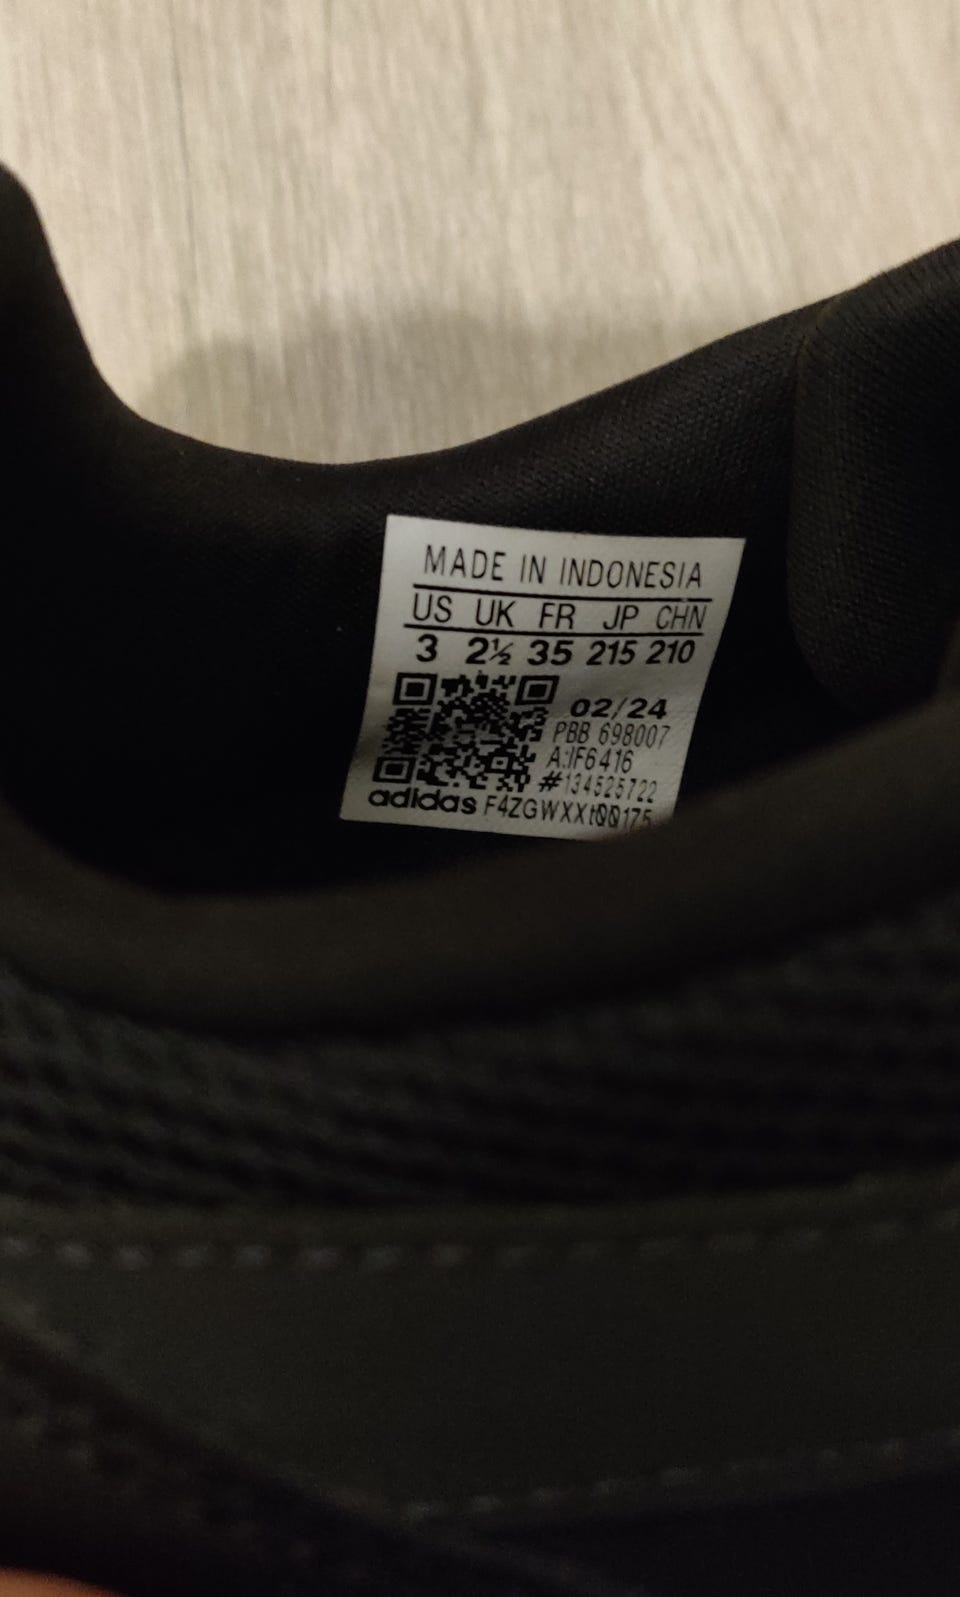 MADE IN INDONESIA
US UK FR JP CHN
3 2½ 35 215 210
02/24
PBB 698007
A:IF6416
#134525722
adidas F4ZGWXXt00175